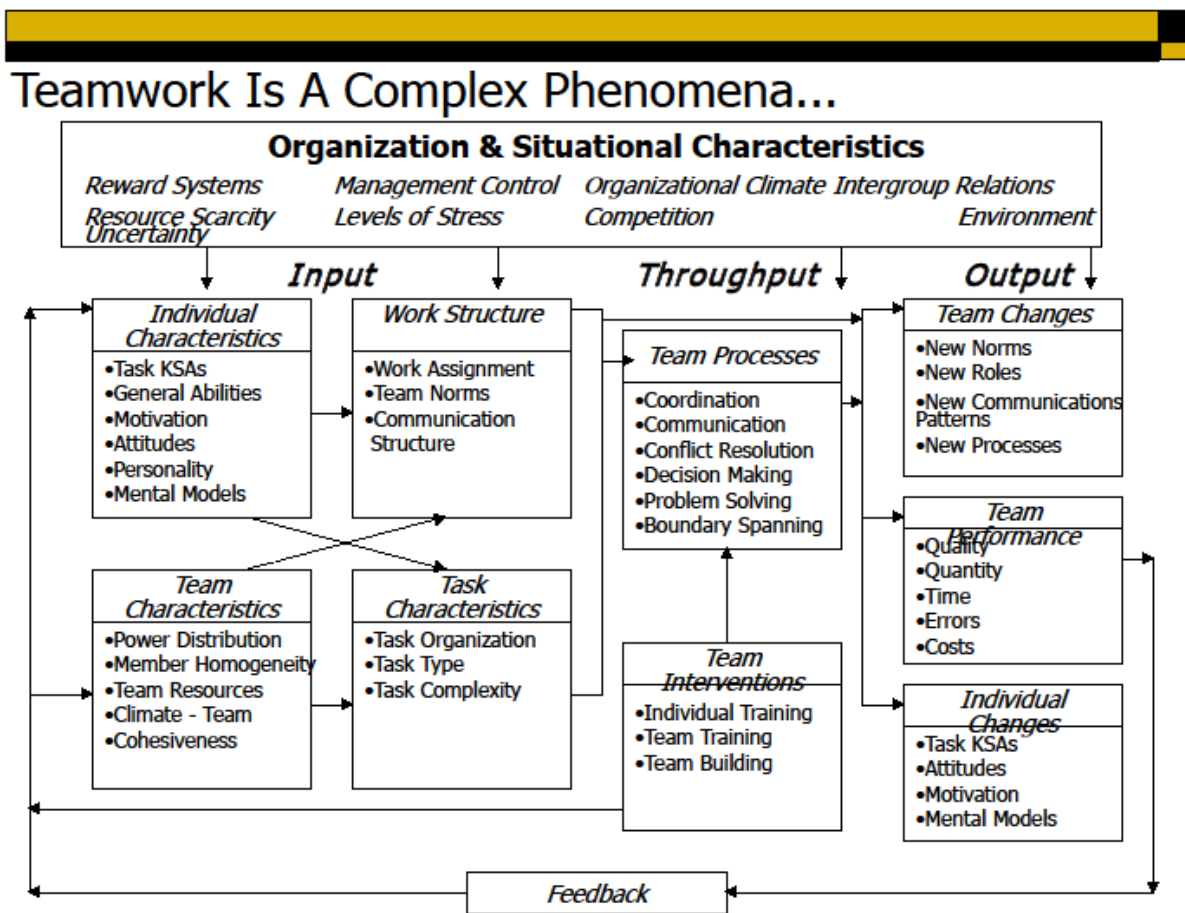 Teamwork Is A Complex Phenomena...
Organization & Situational Characteristics
Reward Systems Management Control Organizational Climate Intergroup Relations
Resource Scarcity Levels of Stress Competition Environment
Uncertainty
Input Throughput Output
Individual
Characteristics
•Task KSAs
•General Abilities
•Motivation
•Attitudes
•Personality
•Mental Models
Work Structure
•Work Assignment
•Team Norms
•Communication
Structure
Team Characteristics
•Power Distribution
•Member Homogeneity
•Team Resources
•Climate - Team
•Cohesiveness
Task
Characteristics
•Task Organization
•Task Type
•Task Complexity
Team Processes
•Coordination
•Communication
•Conflict Resolution
•Decision Making
•Problem Solving
•Boundary Spanning
Team
Interventions
•Individual Training
•Team Training
•Team Building
Team Changes
•New Norms
•New Roles
•New Communications
Patterns
•New Processes
Team
Performance
•Quality
•Quantity
•Time
•Errors
•Costs
Individual
Changes
•Task KSAs
•Attitudes
•Motivation
•Mental Models
Feedback